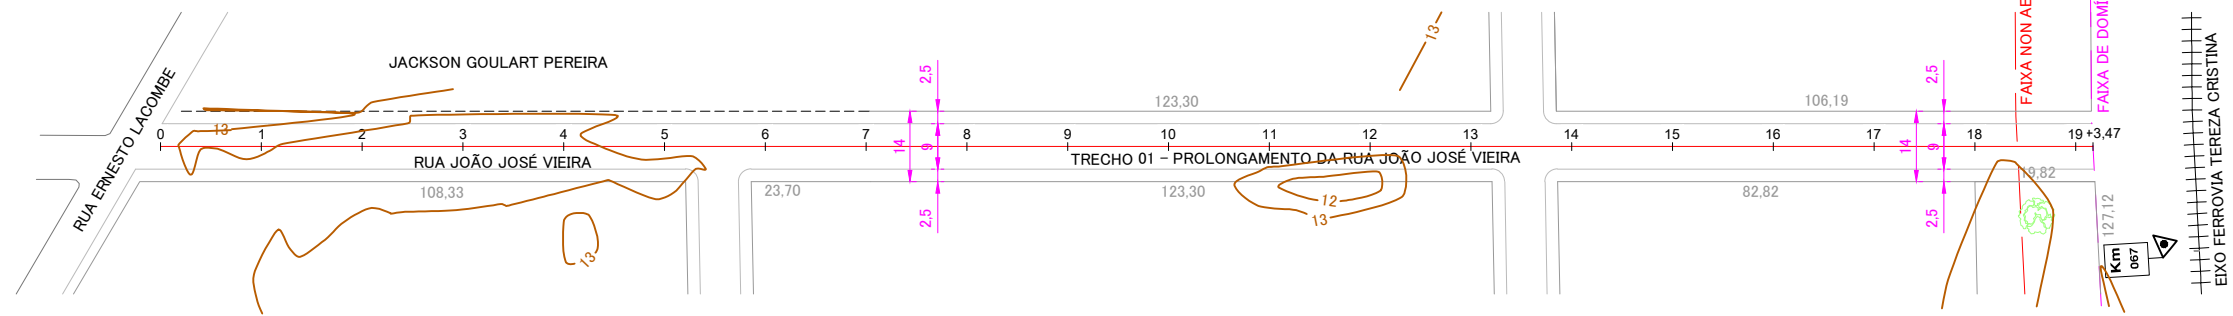 RUA ERNESTO LACOMBE
JACKSON GOULART PEREIRA
13
2,5
123,30
13
106,19
2,5
FAIXA NON AE
FAIXA DE DOMÍ
EIXO FERROVIA TEREZA CRISTINA
0 1 2 3 4 5 6 7 8 9 10 11 12 13 14 15 16 17 18 19 +3,47
14
9
14
9
RUA JOÃO JOSÉ VIEIRA
TRECHO 01 - PROLONGAMENTO DA RUA JOÃO JOSÉ VIEIRA
108,33
23,70
123,30
82,82
19,82
2,5
12
13
2,5
127,12
13
Km
067